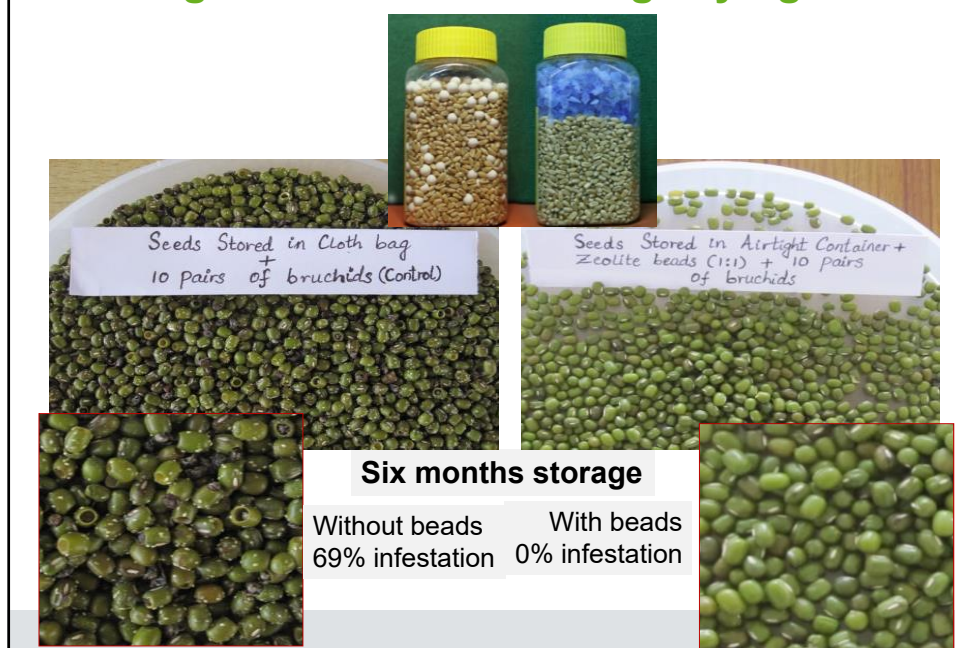 Seeds Stored in Cloth bag
+
10 pairs of bruchids (Control)
Seeds Stored in Airtight Container +
Zeolite beads (1:1) + 10 pairs
of bruchids
Six months storage
Without beads
69% infestation
With beads
0% infestation